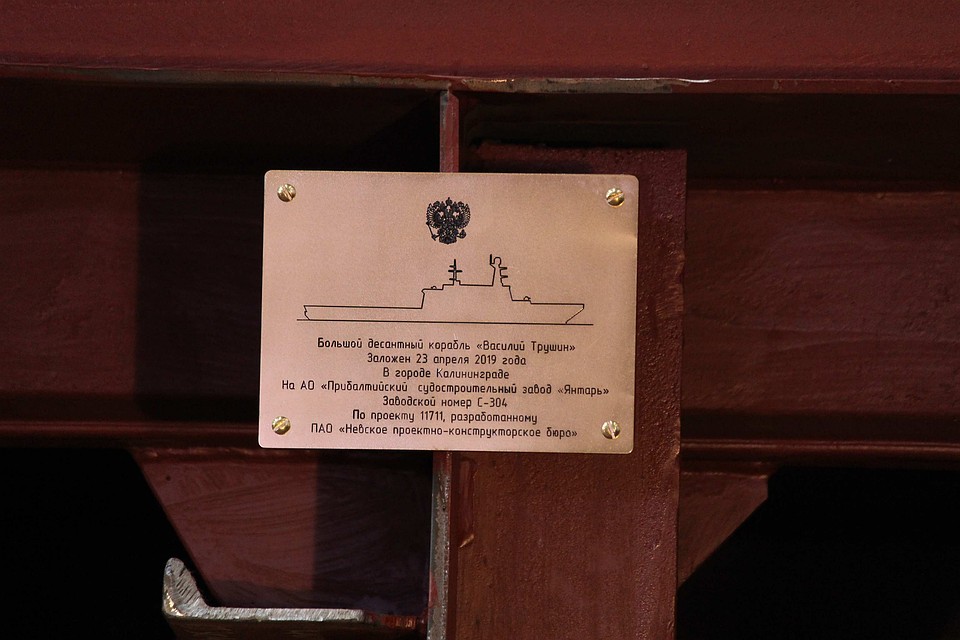 Большой десантный корабль «Василий Трушин»
Заложен 23 апреля 2019 года
В городе Калининграде
На АО «Прибалтийский судостроительный завод «Янтарь»
Заводской номер С-304
По проекту 11711, разработанному
ПАО «Невское проектно-конструкторское бюро»